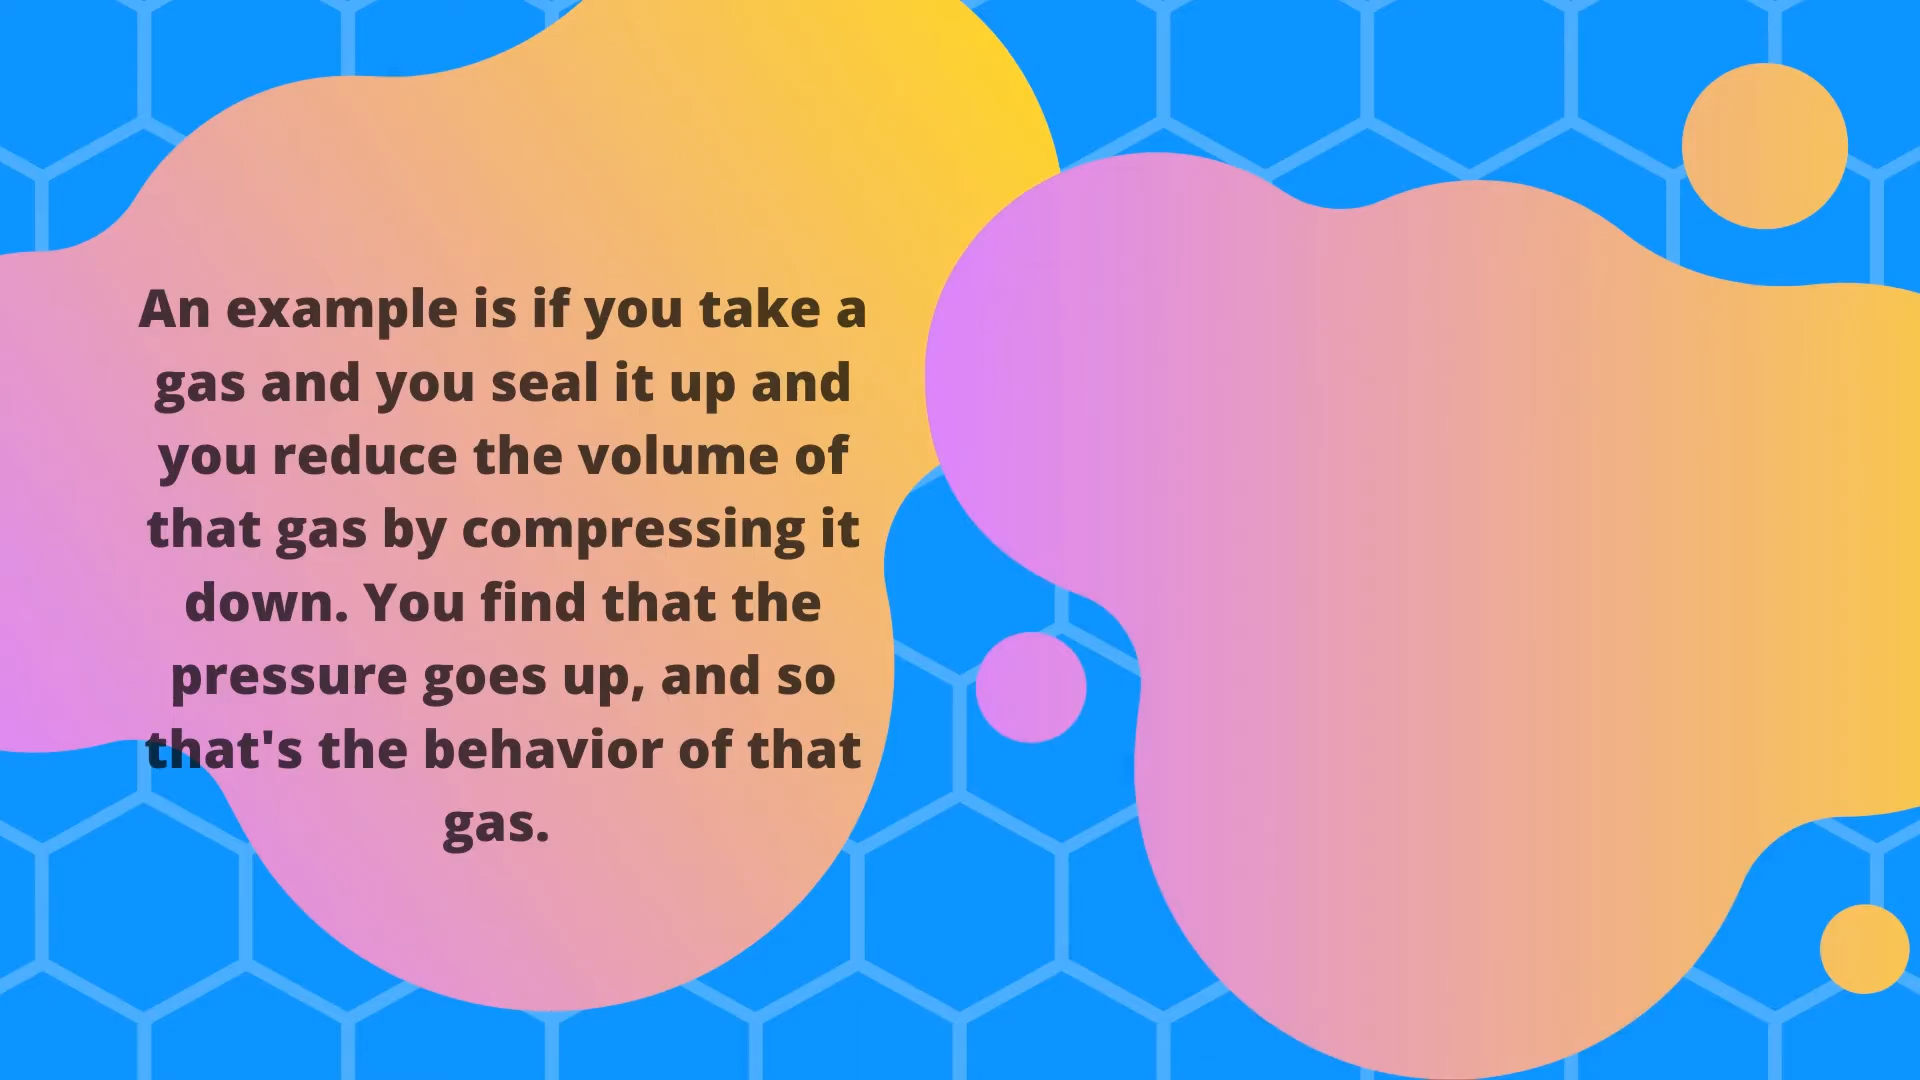 An example is if you take a
gas and you seal it up and
you reduce the volume of
that gas by compressing it
down. You find that the
pressure goes up, and so
that's the behavior of that
gas.